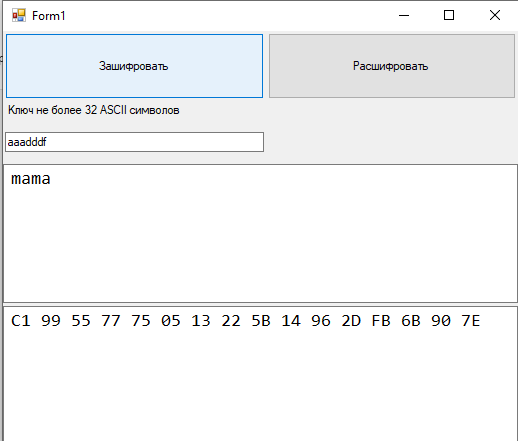 Form1
Зашифровать
Расшифровать
Ключ не более 32 ASCII символов
aaadddf
mama
C1 99 55 77 75 05 13 22 5B 14 96 2D FB 6B 90 7E